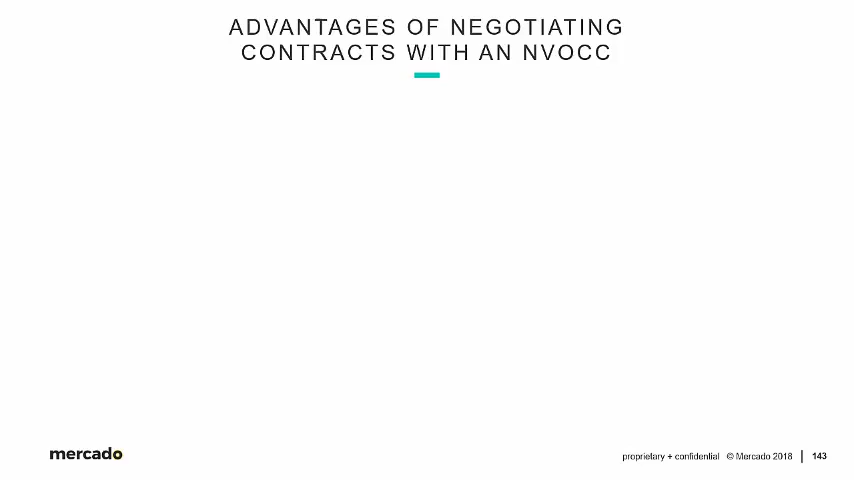 ADVANTAGES OF NEGOTIATING
CONTRACTS WITH AN NVOCC
mercado
proprietary + confidential © Mercado 2018 | 143